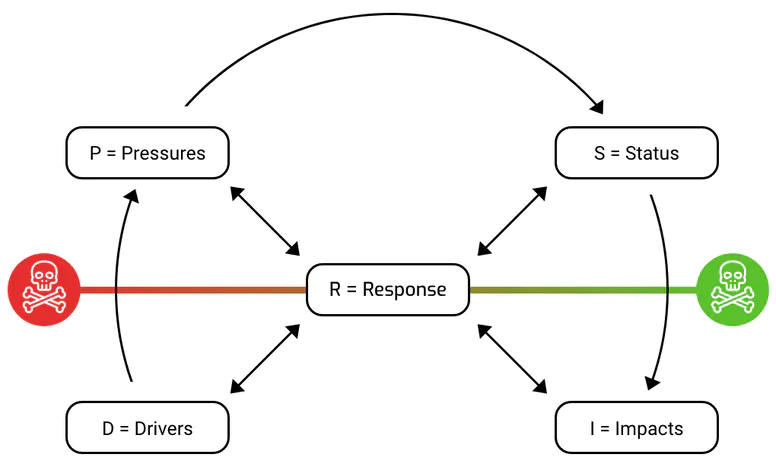 P = Pressures
S = Status
R = Response
D = Drivers
I = Impacts